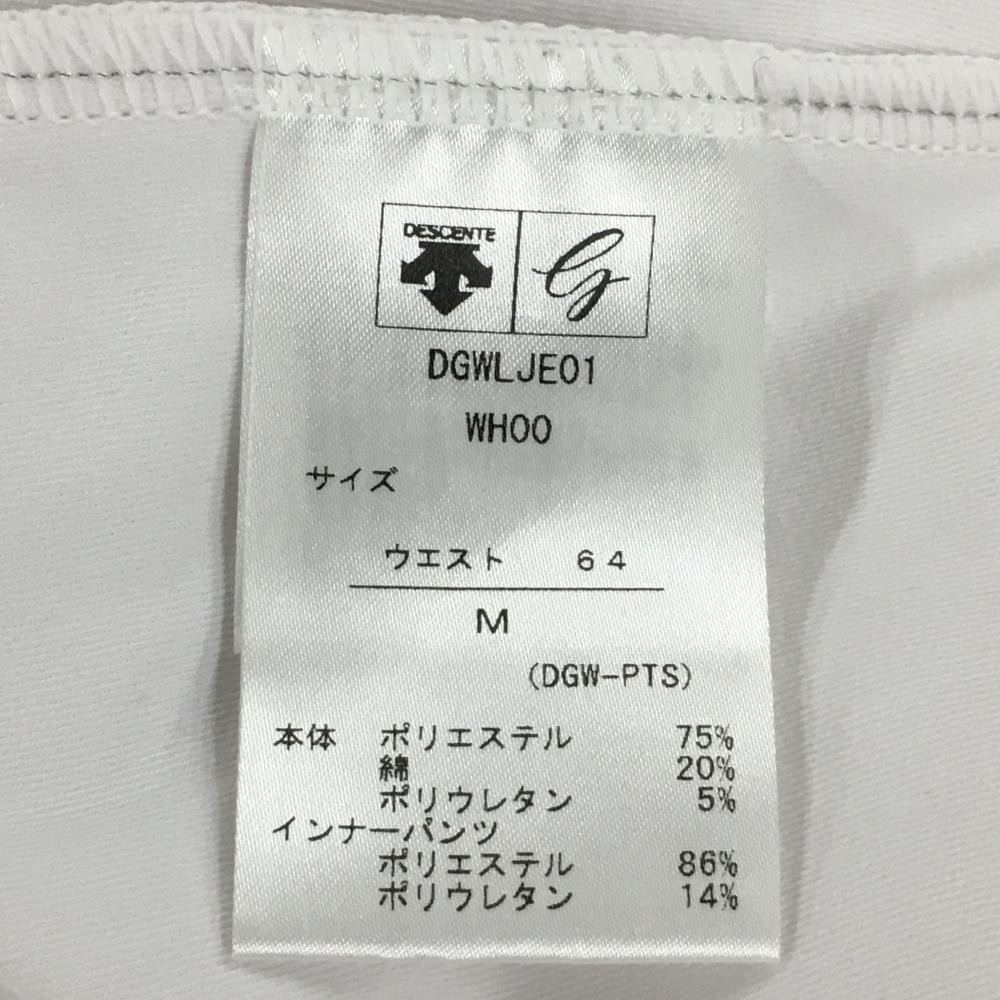 DESCENTE
G
DGWLJE01
WH00
サイズ
ウエスト 64
M
(DGW-PTS)
本体 ポリエステル 75%
綿 20%
ポリウレタン 5%
インナーパンツ
ポリエステル 86%
ポリウレタン 14%